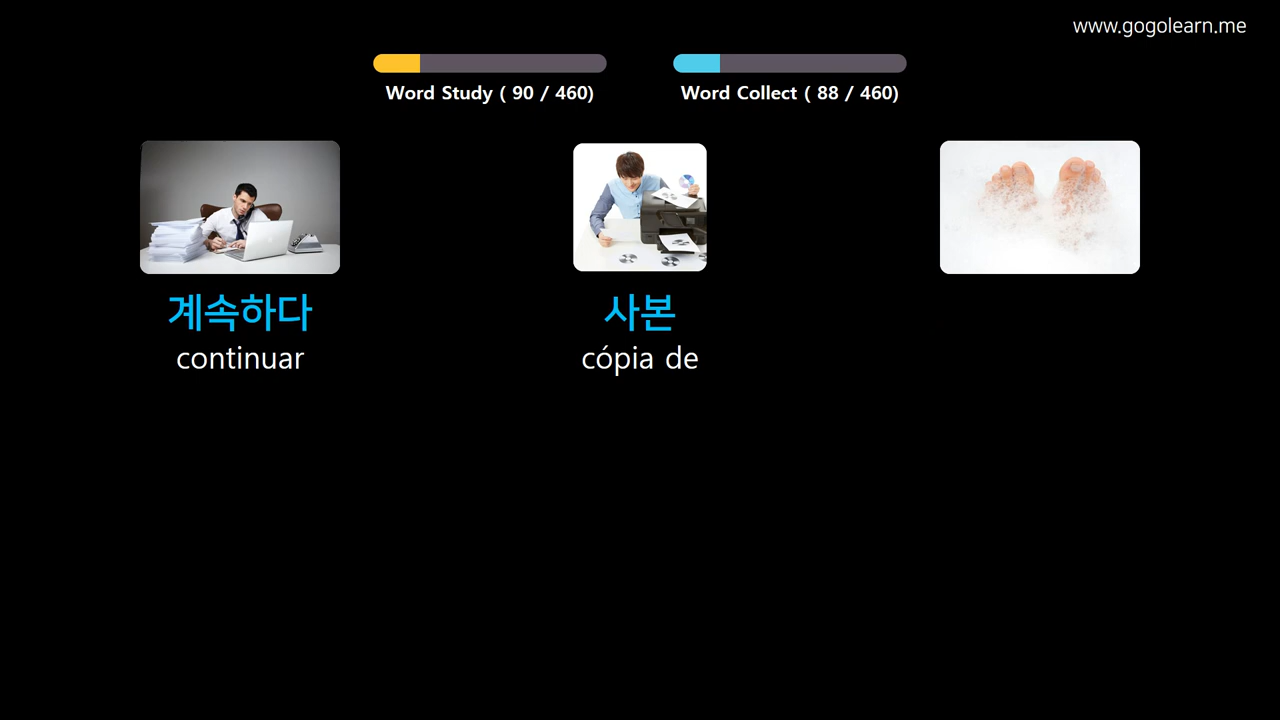 www.gogolearn.me
Word Study ( 90 / 460)
Word Collect ( 88 / 460)
계속하다
continuar
사본
cópia de